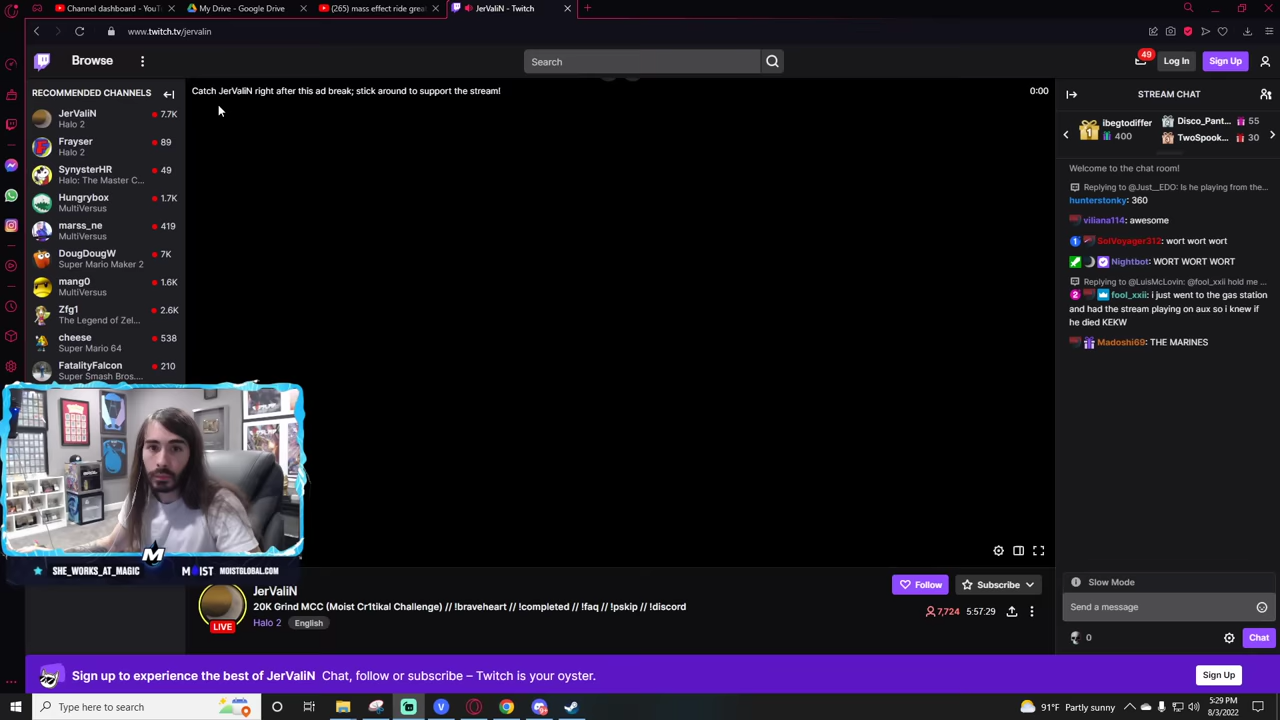 Channel dashboard - YouT
My Drive - Google Drive
(265) mass effect ride grea
JerValiN - Twitch
www.twitch.tv/jervalin
Browse
Search
49
Log In
Sign Up
RECOMMENDED CHANNELS
JerValiN
7.7K
Halo 2
Frayser
89
Halo 2
SynysterHR
49
Halo: The Master C...
Hungrybox
1.7K
MultiVersus
marss_ne
419
MultiVersus
DougDougW
7K
Super Mario Maker 2
mang0
1.6K
MultiVersus
Zfg1
2.6K
The Legend of Zel...
cheese
538
Super Mario 64
FatalityFalcon
210
Super Smash Bros....
Catch JerValiN right after this ad break; stick around to support the stream!
0:00
STREAM CHAT
ibegtodiffer
400
Disco_Pant...
55
TwoSpook...
30
Welcome to the chat room!
Replying to @Just__EDO: Is he playing from the...
hunterstonky: 360
viliana114: awesome
SolVoyager312: wort wort wort
Nightbot: WORT WORT WORT
Replying to @LuisMcLovin: @fool_xxii hold me ...
fool_xxii: i just went to the gas station
and had the stream playing on aux so i knew if
he died KEKW
Madoshi69: THE MARINES
SHE_WORKS_AT_MAGIC
MOIST
MOISTGLOBAL.COM
LIVE
JerValiN
20K Grind MCC (Moist Cr1tikal Challenge) // !braveheart // !completed // !faq // !pskip // !discord
Halo 2
English
Follow
Subscribe
7,724
5:57:29
Slow Mode
Send a message
0
Chat
Sign up to experience the best of JerValiN
Chat, follow or subscribe – Twitch is your oyster.
Sign Up
Type here to search
91°F Partly sunny
5:29 PM
8/3/2022